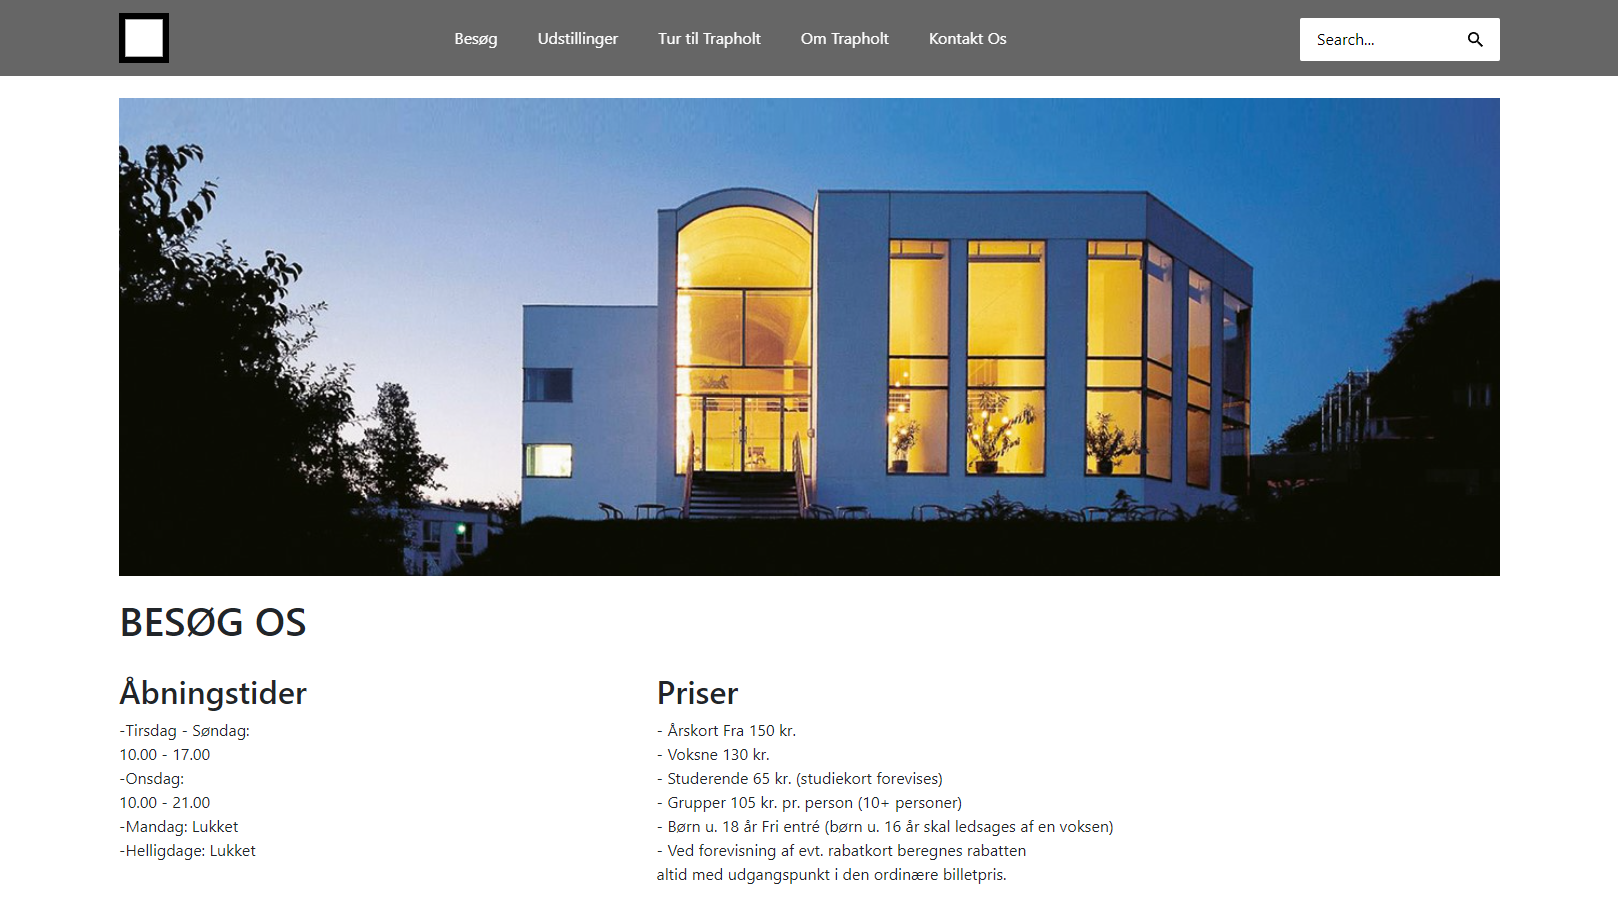 Besøg
Udstillinger
Tur til Trapholt
Om Trapholt
Kontakt Os
Search...
BESØG OS
Åbningstider
-Tirsdag - Søndag:
10.00 - 17.00
-Onsdag:
10.00 - 21.00
-Mandag: Lukket
-Helligdage: Lukket
Priser
- Årskort Fra 150 kr.
- Voksne 130 kr.
- Studerende 65 kr. (studiekort forevises)
- Grupper 105 kr. pr. person (10+ personer)
- Børn u. 18 år Fri entré (børn u. 16 år skal ledsages af en voksen)
- Ved forevisning af evt. rabatkort beregnes rabatten
altid med udgangspunkt i den ordinære billetpris.